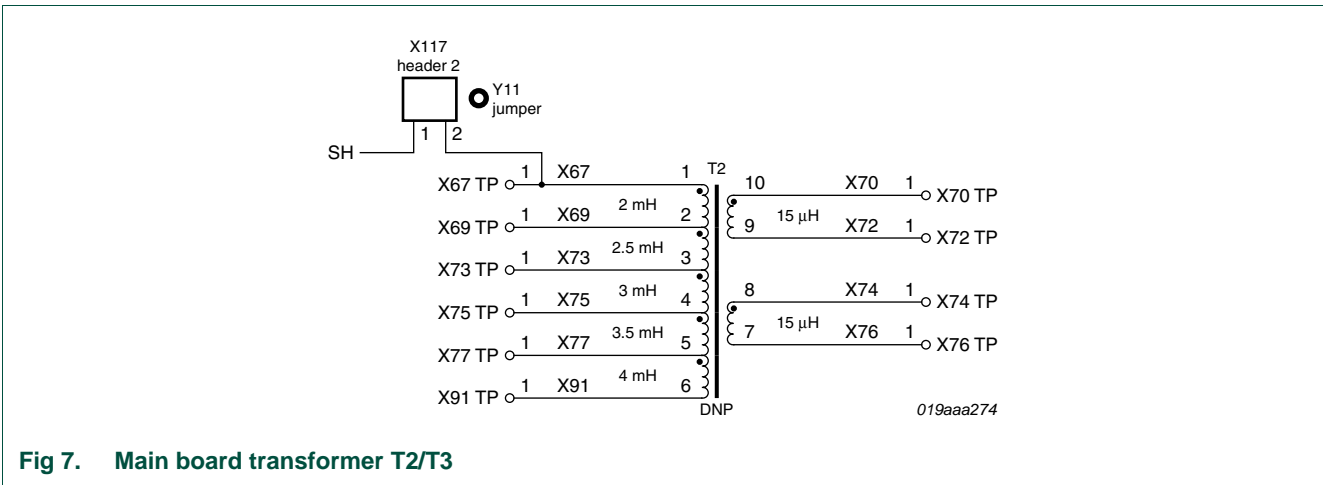 X117
header 2
Y11
jumper
1 2
SH
X67 TP 1 X67 1 T2
2 mH
X69 TP 1 X69 2
2.5 mH
X73 TP 1 X73 3
3 mH
X75 TP 1 X75 4
3.5 mH
X77 TP 1 X77 5
4 mH
X91 TP 1 X91 6
DNP
10 X70 1 X70 TP
15 μH
9 X72 1 X72 TP
8 X74 1 X74 TP
15 μH
7 X76 1 X76 TP
019aaa274
Fig 7. Main board transformer T2/T3